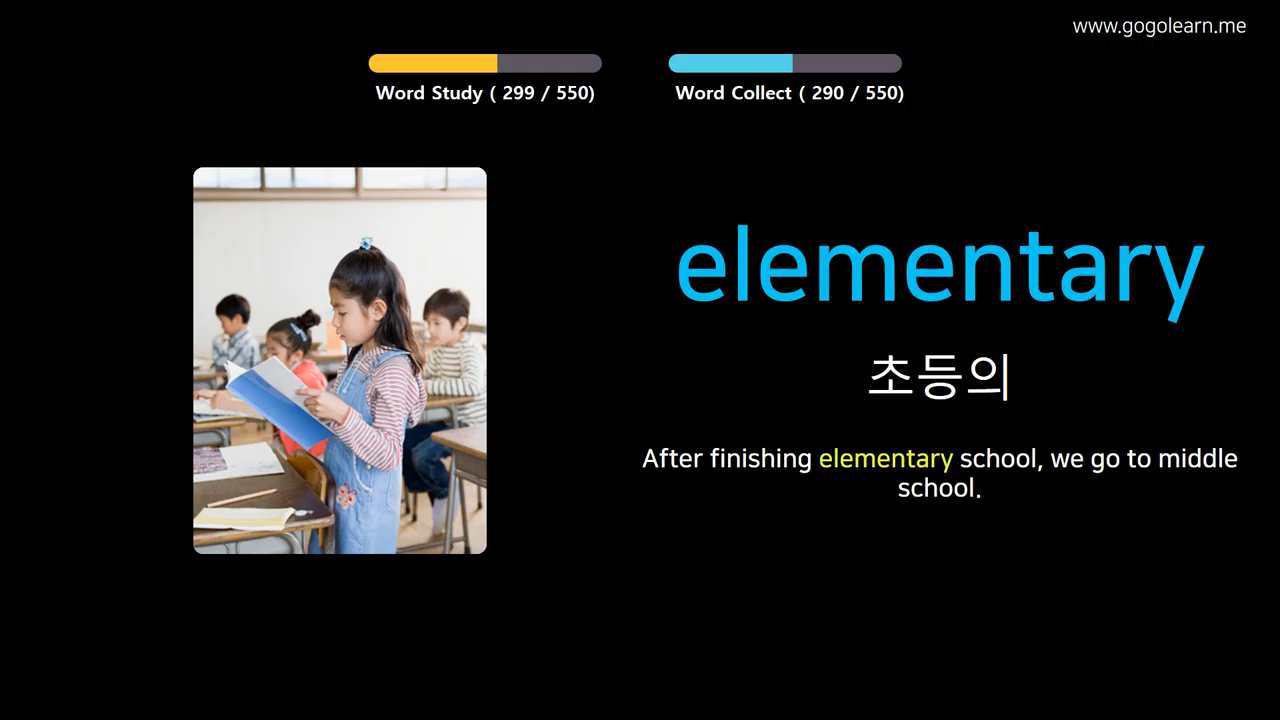 www.gogolearn.me
Word Study ( 299 / 550)
Word Collect ( 290 / 550)
elementary
초등의
After finishing elementary school, we go to middle
school.